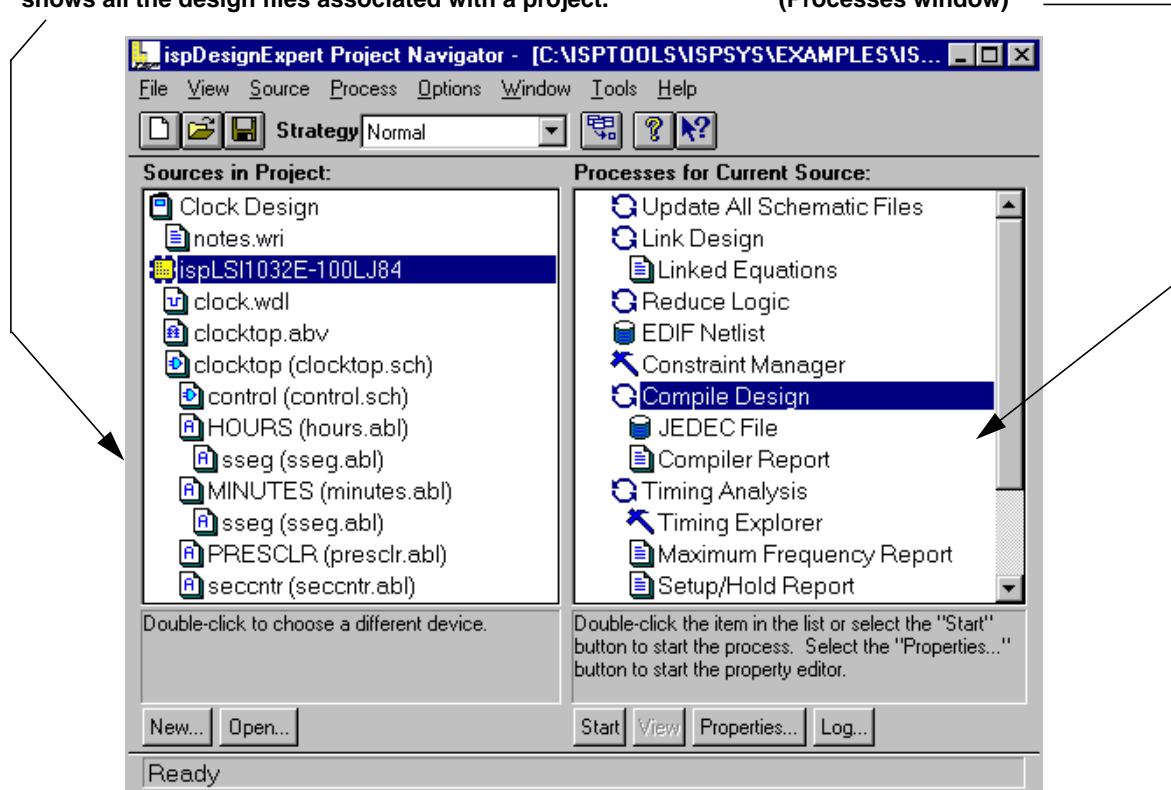 shows all the design files associated with a project.
(Processes window)
ispDesignExpert Project Navigator - [C:\ISPTOOLS\ISPSYS\EXAMPLES\IS...
File View Source Process Options Window Tools Help
Strategy Normal
Sources in Project:
Clock Design
notes.wri
ispLSI1032E-100LJ84
clock.wdl
clocktop.abv
clocktop (clocktop.sch)
control (control.sch)
HOURS (hours.abl)
sseg (sseg.abl)
MINUTES (minutes.abl)
sseg (sseg.abl)
PRESCLR (presclr.abl)
seccntr (seccntr.abl)
Double-click to choose a different device.
New... Open...
Processes for Current Source:
Update All Schematic Files
Link Design
Linked Equations
Reduce Logic
EDIF Netlist
Constraint Manager
Compile Design
JEDEC File
Compiler Report
Timing Analysis
Timing Explorer
Maximum Frequency Report
Setup/Hold Report
Double-click the item in the list or select the "Start"
button to start the process. Select the "Properties..."
button to start the property editor.
Start View Properties... Log...
Ready